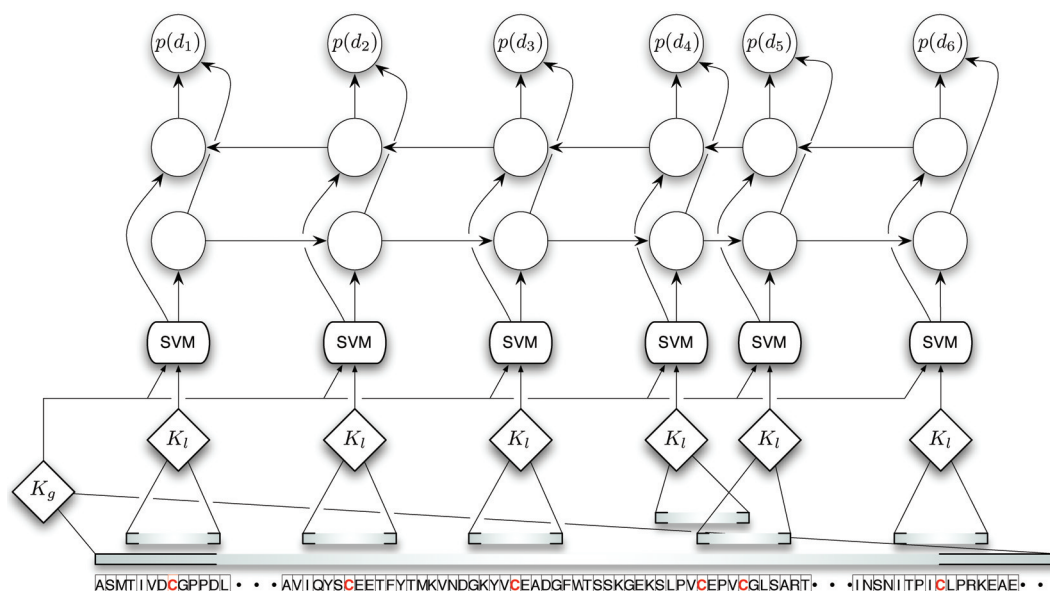 p(d₁) p(d₂) p(d₃) p(d₄) p(d₅) p(d₆)
SVM SVM SVM SVM SVM SVM
Kₗ Kₗ Kₗ Kₗ Kₗ Kₗ
K_g
ASMTIVDCGPPDL • • • AVIQYSCEETFYTMKVNDGKYVCEADGFWTSSKGEKSLPVCEPVCGLSART • • • INSNITPICLPRKEAE • •